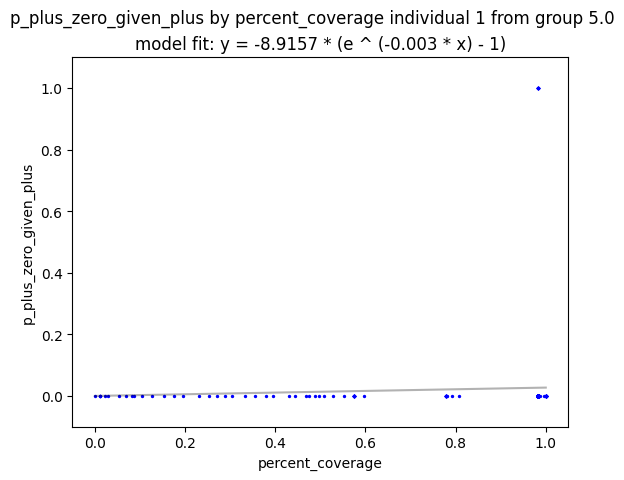 p_plus_zero_given_plus by percent_coverage individual 1 from group 5.0
model fit: y = -8.9157 * (e ^ (-0.003 * x) - 1)
1.0
0.8
0.6
0.4
0.2
0.0
p_plus_zero_given_plus
0.0 0.2 0.4 0.6 0.8 1.0
percent_coverage